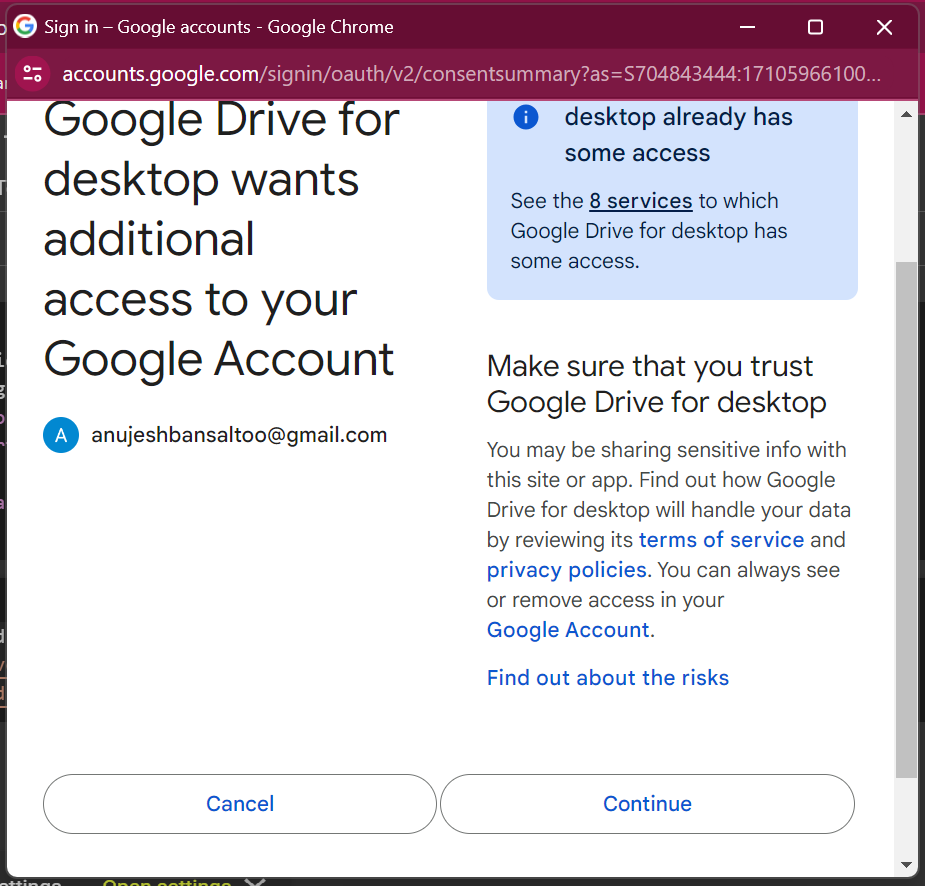 Sign in – Google accounts - Google Chrome
accounts.google.com/signin/oauth/v2/consentsummary?as=S704843444:17105966100...
Google Drive for
desktop wants
additional
access to your
Google Account
A anujeshbansaltoo@gmail.com
desktop already has
some access
See the 8 services to which
Google Drive for desktop has
some access.
Make sure that you trust
Google Drive for desktop
You may be sharing sensitive info with
this site or app. Find out how Google
Drive for desktop will handle your data
by reviewing its terms of service and
privacy policies. You can always see
or remove access in your
Google Account.
Find out about the risks
Cancel
Continue
Open settings